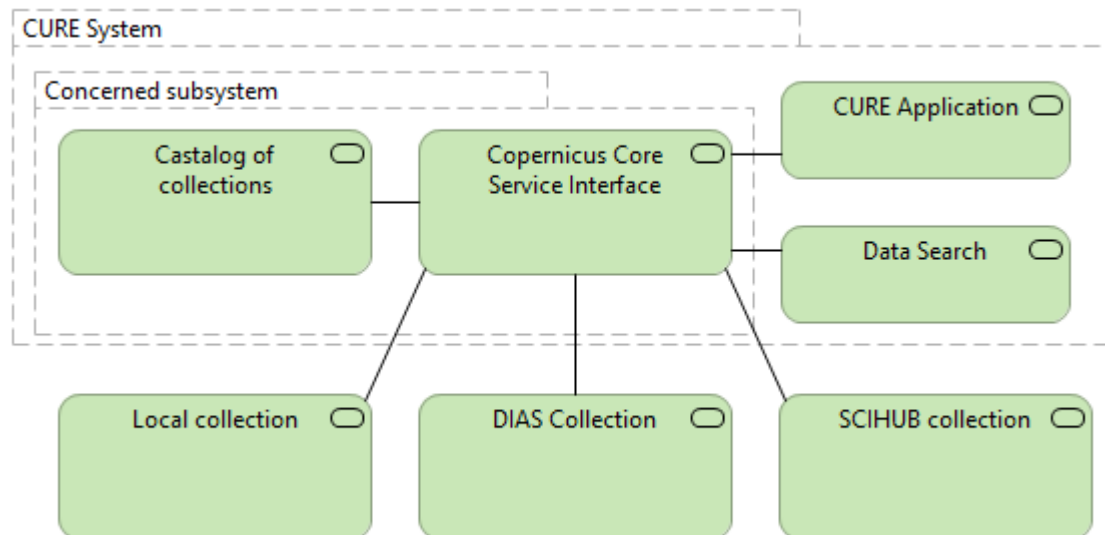 CURE System
Concerned subsystem
CURE Application
Castalog of
collections
Copernicus Core
Service Interface
Data Search
Local collection
DIAS Collection
SCIHUB collection